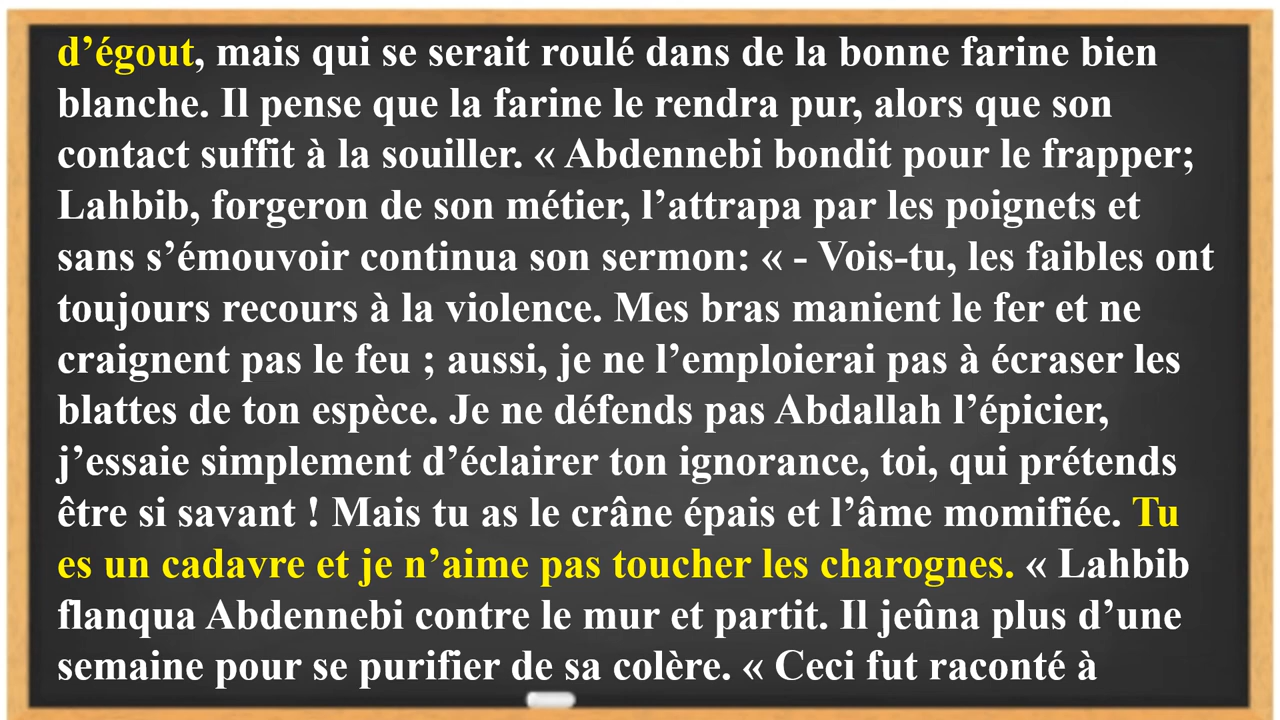 d’égout, mais qui se serait roulé dans de la bonne farine bien
blanche. Il pense que la farine le rendra pur, alors que son
contact suffit à la souiller. « Abdennebi bondit pour le frapper;
Lahbib, forgeron de son métier, l’attrapa par les poignets et
sans s’émouvoir continua son sermon: « - Vois-tu, les faibles ont
toujours recours à la violence. Mes bras manient le fer et ne
craignent pas le feu ; aussi, je ne l’emploierai pas à écraser les
blattes de ton espèce. Je ne défends pas Abdallah l’épicier,
j’essaie simplement d’éclairer ton ignorance, toi, qui prétends
être si savant ! Mais tu as le crâne épais et l’âme momifiée. Tu
es un cadavre et je n’aime pas toucher les charognes. « Lahbib
flanqua Abdennebi contre le mur et partit. Il jeûna plus d’une
semaine pour se purifier de sa colère. « Ceci fut raconté à